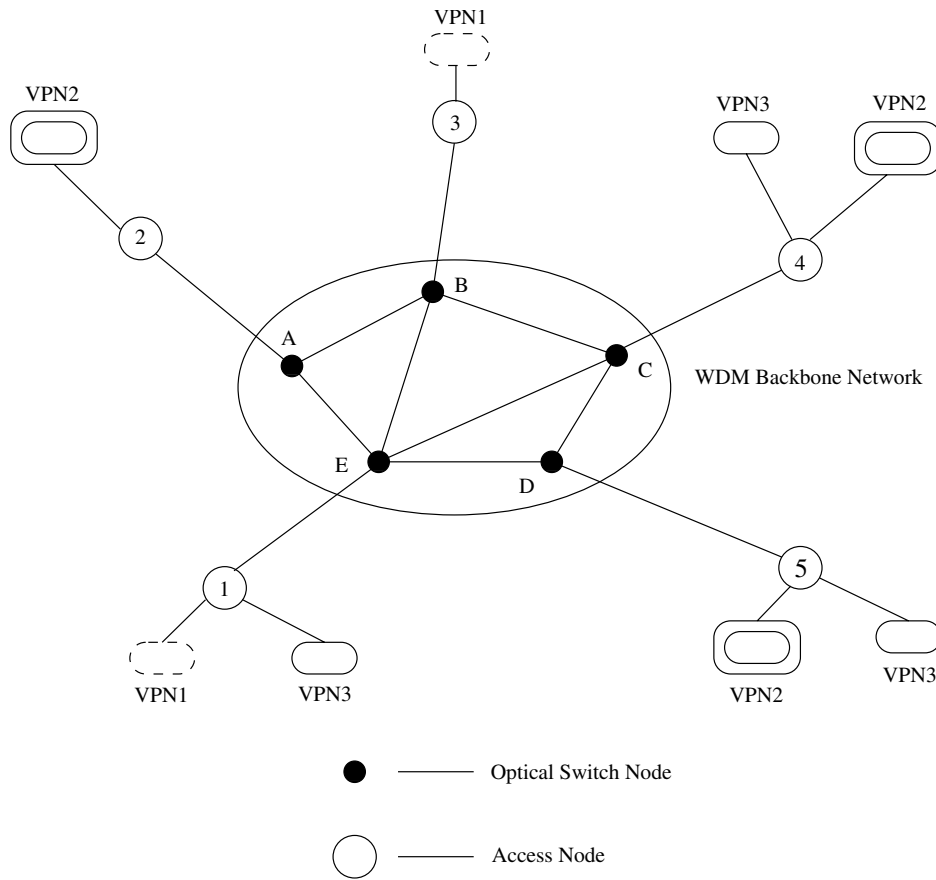 VPN1
VPN2
3
VPN3
VPN2
2
4
B
A
C
WDM Backbone Network
E
D
1
5
VPN1
VPN3
VPN2
VPN3
Optical Switch Node
Access Node